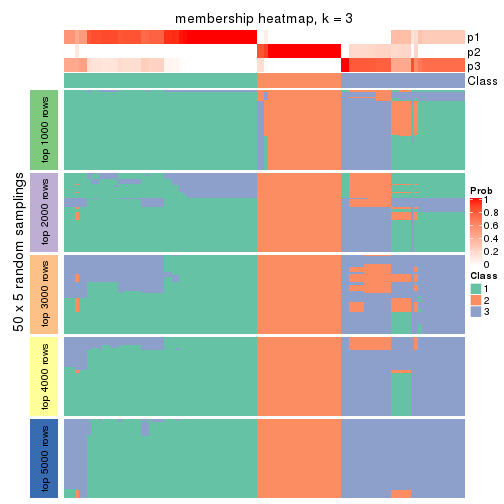 membership heatmap, k = 3
p1
p2
p3
Class
50 x 5 random samplings
top 1000 rows
top 2000 rows
top 3000 rows
top 4000 rows
top 5000 rows
Prob
1
0.8
0.6
0.4
0.2
0
Class
1
2
3